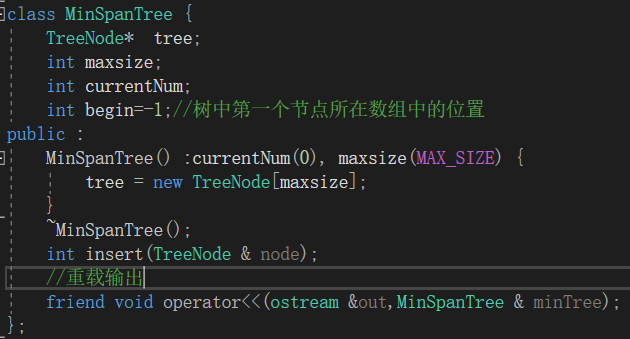 class MinSpanTree {
TreeNode*  tree;
int maxsize;
int currentNum;
int begin=-1;//树中第一个节点所在数组中的位置
public :
MinSpanTree() :currentNum(0), maxsize(MAX_SIZE) {
tree = new TreeNode[maxsize];
}
~MinSpanTree();
int insert(TreeNode & node);
//重载输出
friend void operator<<(ostream &out,MinSpanTree & minTree);
};